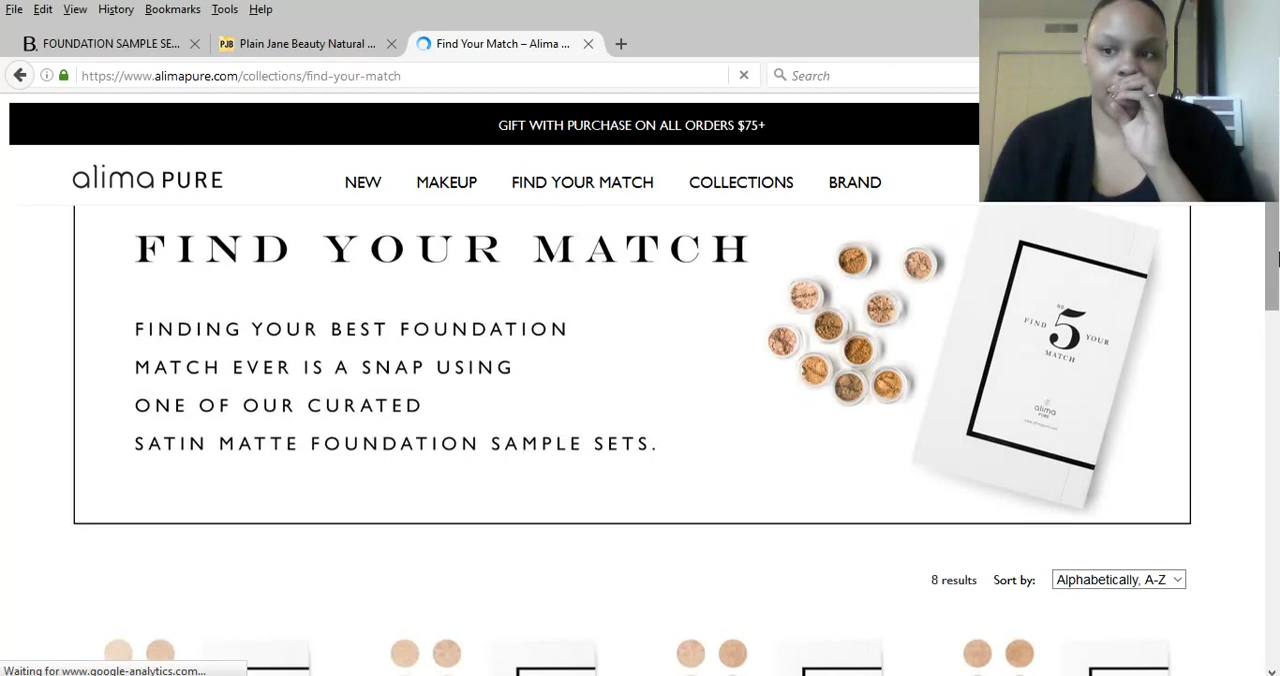 File Edit View History Bookmarks Tools Help
B. FOUNDATION SAMPLE SE... PJB Plain Jane Beauty Natural ... Find Your Match – Alima ...
https://www.alimapure.com/collections/find-your-match Search
GIFT WITH PURCHASE ON ALL ORDERS $75+
alima PURE NEW MAKEUP FIND YOUR MATCH COLLECTIONS BRAND
FIND YOUR MATCH
FINDING YOUR BEST FOUNDATION
MATCH EVER IS A SNAP USING
ONE OF OUR CURATED
SATIN MATTE FOUNDATION SAMPLE SETS.
NO.
FIND 5 YOUR
MATCH
alima
PURE
8 results Sort by: Alphabetically, A-Z
Waiting for www.google-analytics.com...